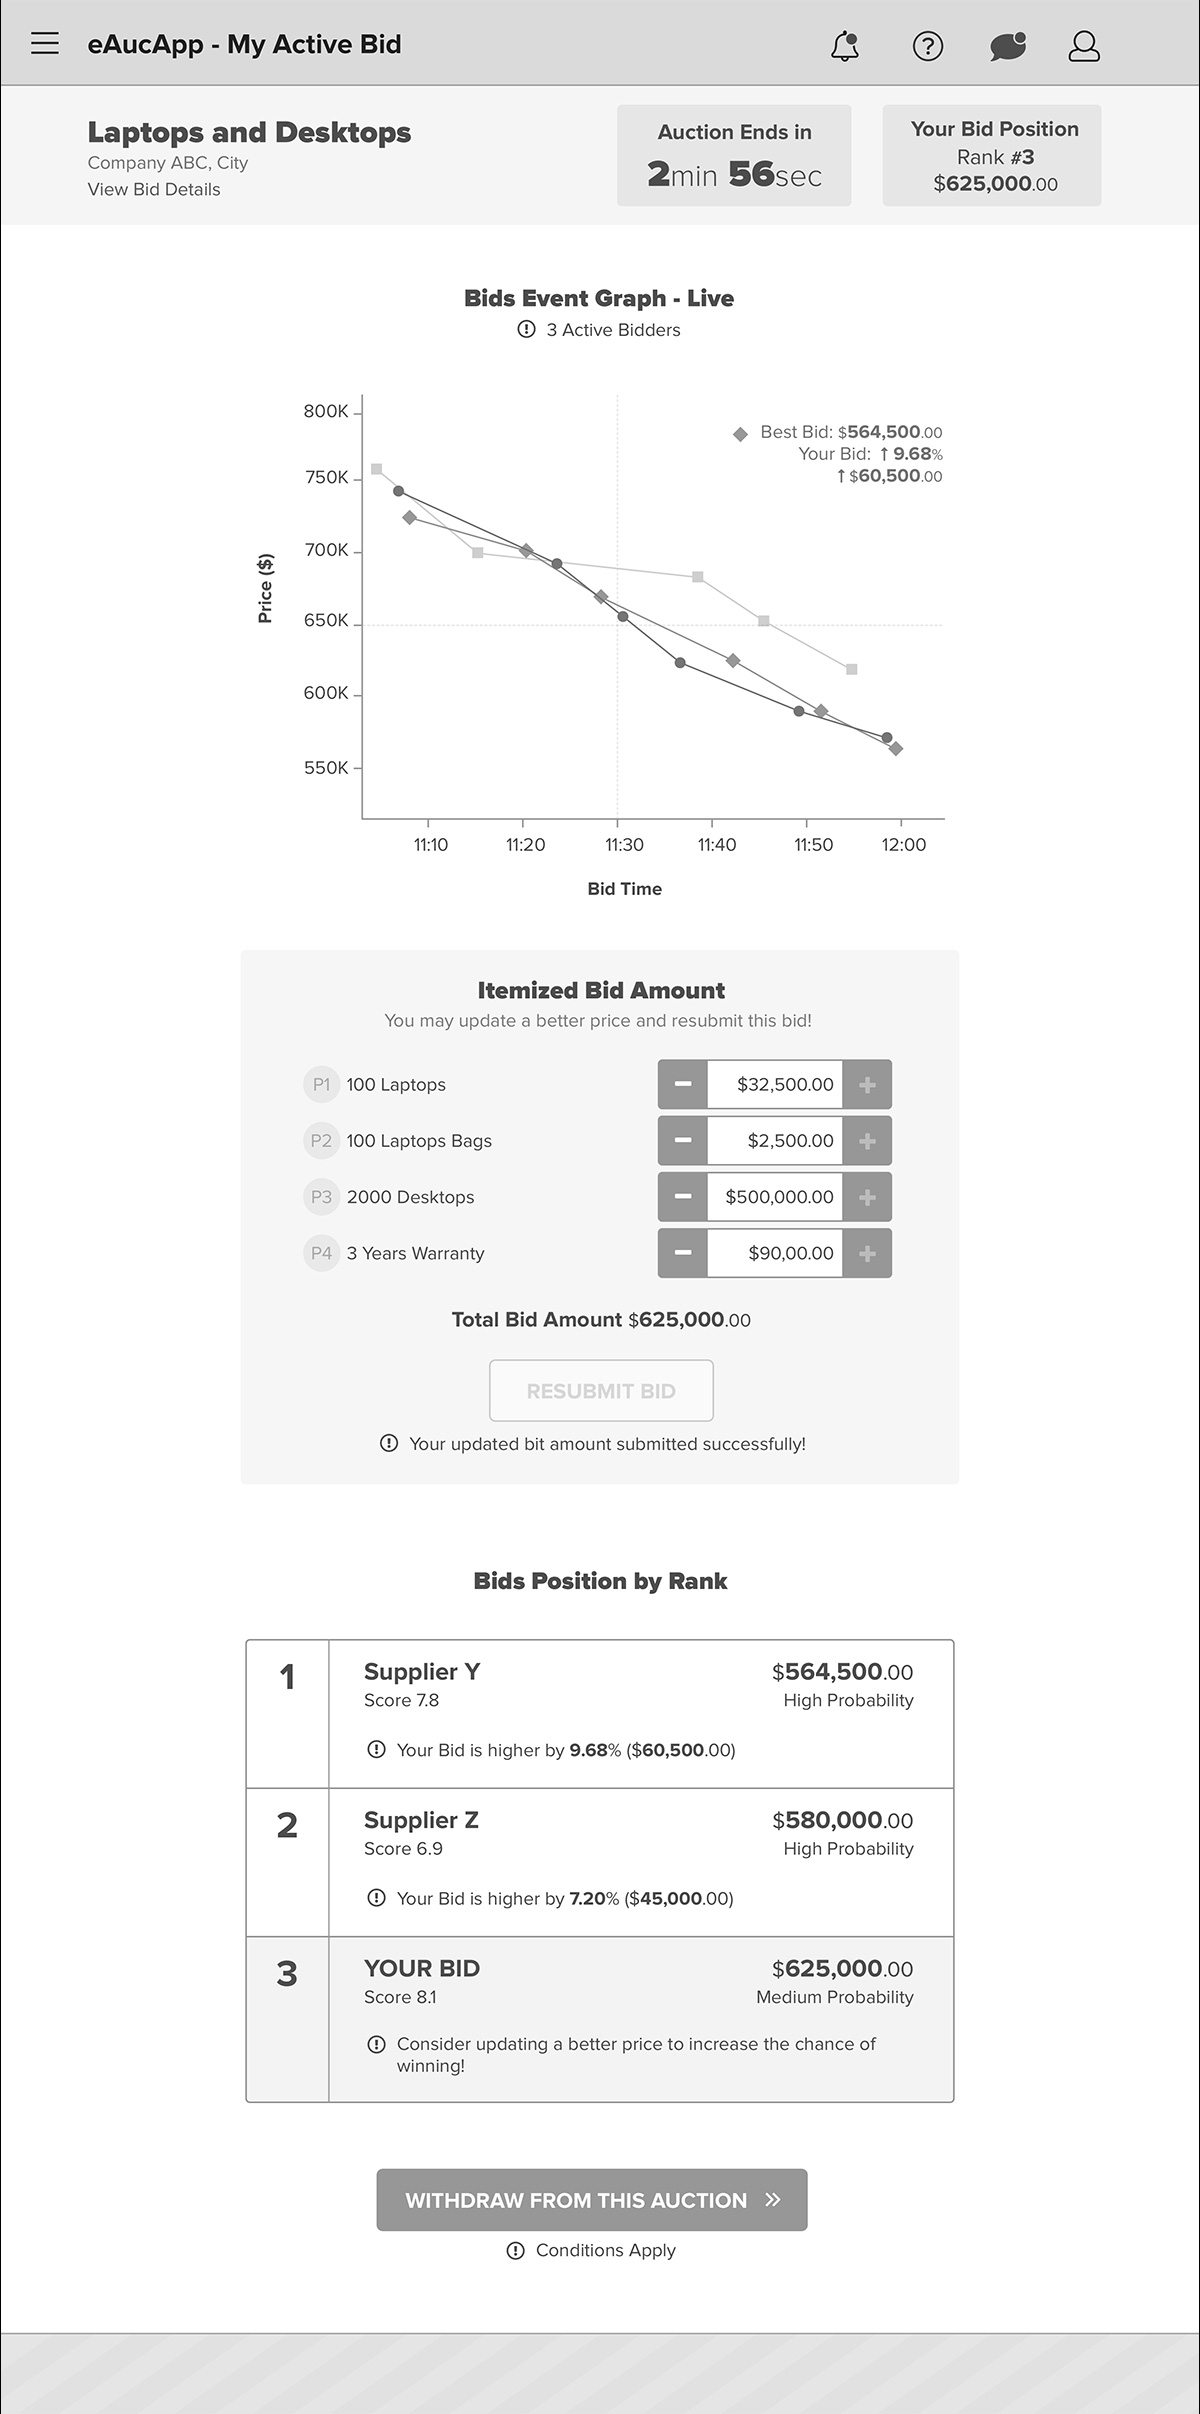 eAucApp - My Active Bid
Laptops and Desktops
Company ABC, City
View Bid Details
Auction Ends in
2min 56sec
Your Bid Position
Rank #3
$625,000.00
Bids Event Graph - Live
3 Active Bidders
800K
750K
700K
650K
600K
550K
Price ($)
Best Bid: $564,500.00
Your Bid: ↑ 9.68%
↑ $60,500.00
11:10 11:20 11:30 11:40 11:50 12:00
Bid Time
Itemized Bid Amount
You may update a better price and resubmit this bid!
P1 100 Laptops − $32,500.00 +
P2 100 Laptops Bags − $2,500.00 +
P3 2000 Desktops − $500,000.00 +
P4 3 Years Warranty − $90,00.00 +
Total Bid Amount $625,000.00
RESUBMIT BID
Your updated bit amount submitted successfully!
Bids Position by Rank
1 Supplier Y $564,500.00
Score 7.8 High Probability
Your Bid is higher by 9.68% ($60,500.00)
2 Supplier Z $580,000.00
Score 6.9 High Probability
Your Bid is higher by 7.20% ($45,000.00)
3 YOUR BID $625,000.00
Score 8.1 Medium Probability
Consider updating a better price to increase the chance of
winning!
WITHDRAW FROM THIS AUCTION »
Conditions Apply